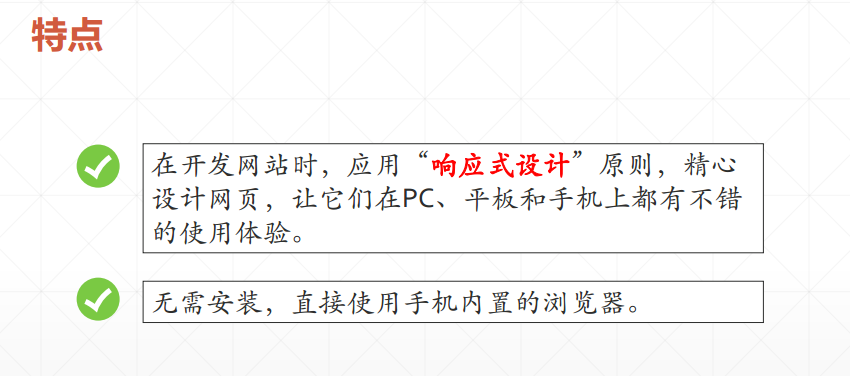 特点
在开发网站时，应用“响应式设计”原则，精心
设计网页，让它们在PC、平板和手机上都有不错
的使用体验。
无需安装，直接使用手机内置的浏览器。